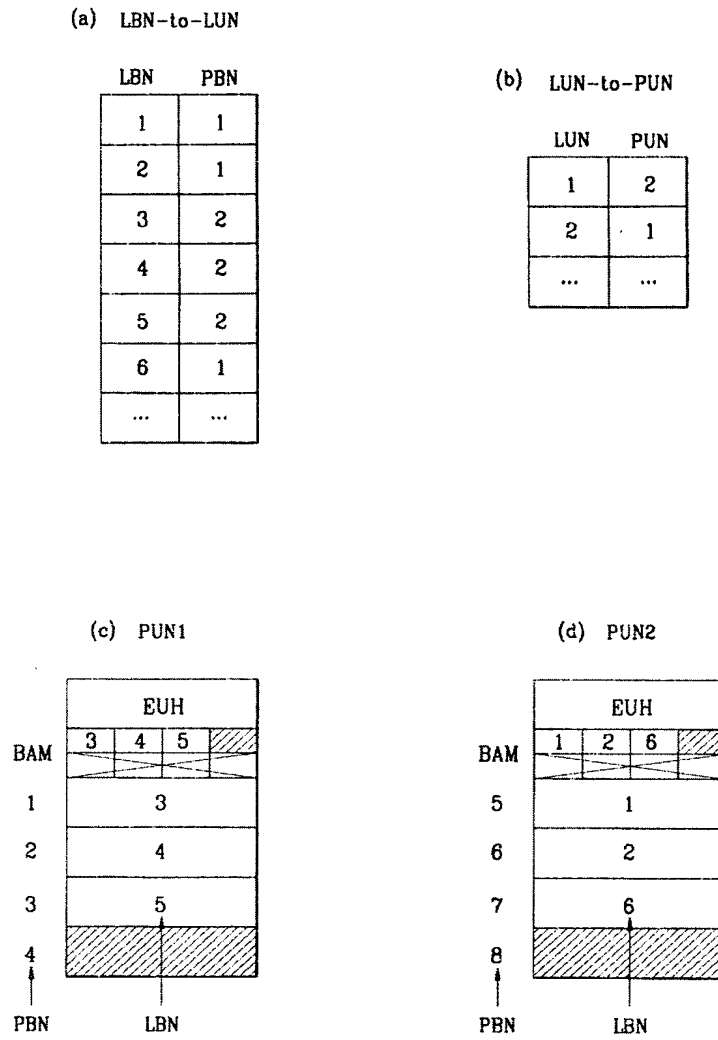 (a) LBN-to-LUN
LBN PBN
1 1
2 1
3 2
4 2
5 2
6 1
... ...
(b) LUN-to-PUN
LUN PUN
1 2
2 1
... ...
(c) PUN1
EUH
BAM 3 4 5
1 3
2 4
3 5
4
PBN LBN
(d) PUN2
EUH
BAM 1 2 6
5 1
6 2
7 6
8
PBN LBN